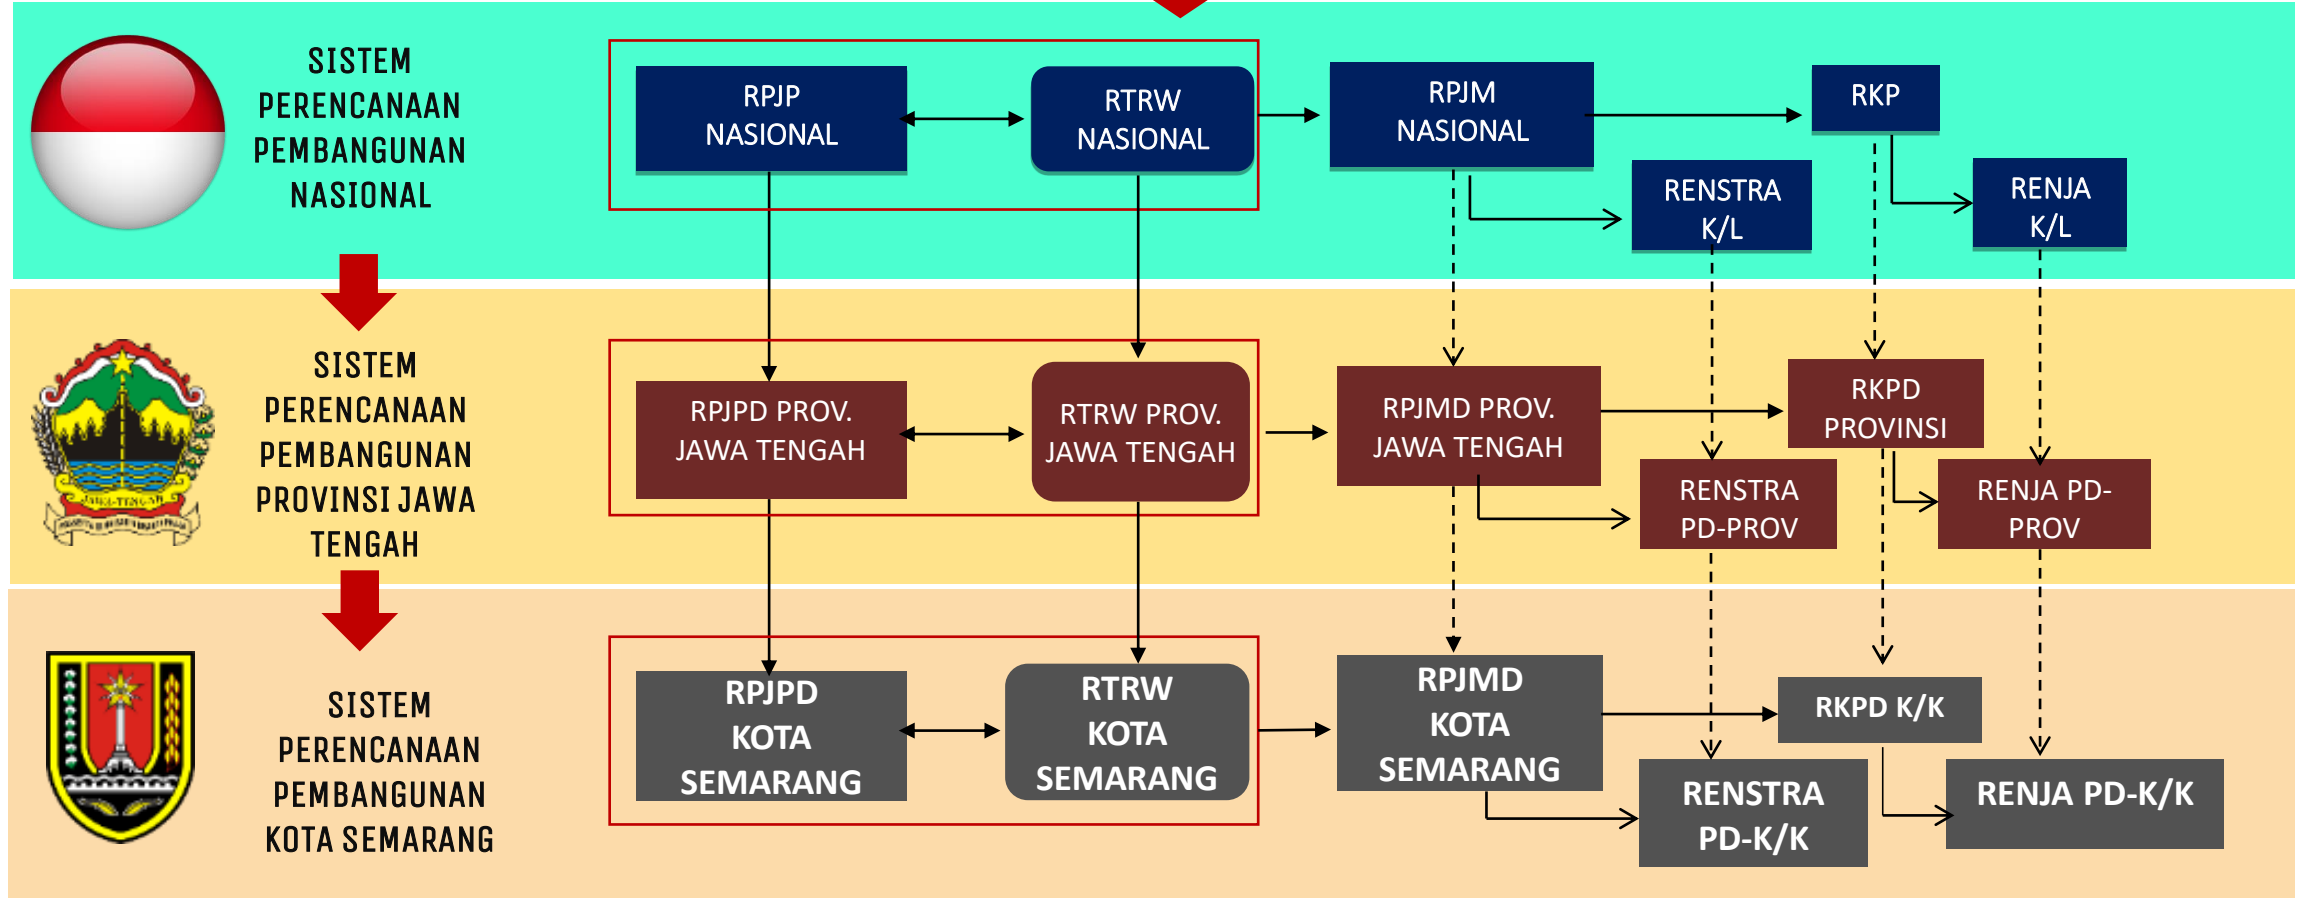 SISTEM
PERENCANAAN
PEMBANGUNAN
NASIONAL
RPJP
NASIONAL
RTRW
NASIONAL
RPJM
NASIONAL
RKP
RENSTRA
K/L
RENJA
K/L
SISTEM
PERENCANAAN
PEMBANGUNAN
PROVINSI JAWA
TENGAH
RPJPD PROV.
JAWA TENGAH
RTRW PROV.
JAWA TENGAH
RPJMD PROV.
JAWA TENGAH
RKPD
PROVINSI
RENSTRA
PD-PROV
RENJA PD-
PROV
JAWA-TENGAH
SISTEM
PERENCANAAN
PEMBANGUNAN
KOTA SEMARANG
RPJPD
KOTA
SEMARANG
RTRW
KOTA
SEMARANG
RPJMD
KOTA
SEMARANG
RKPD K/K
RENSTRA
PD-K/K
RENJA PD-K/K